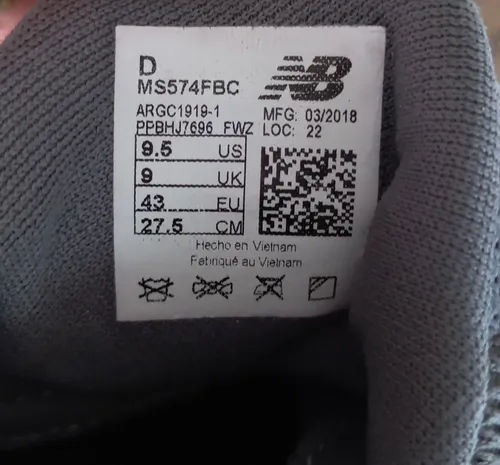 D
MS574FBC
NB
ARGC1919-1
PPBHJ7696 FWZ
MFG: 03/2018
LOC: 22
9.5 US
9 UK
43 EU
27.5 CM
Hecho en Vietnam
Fabriqué au Vietnam